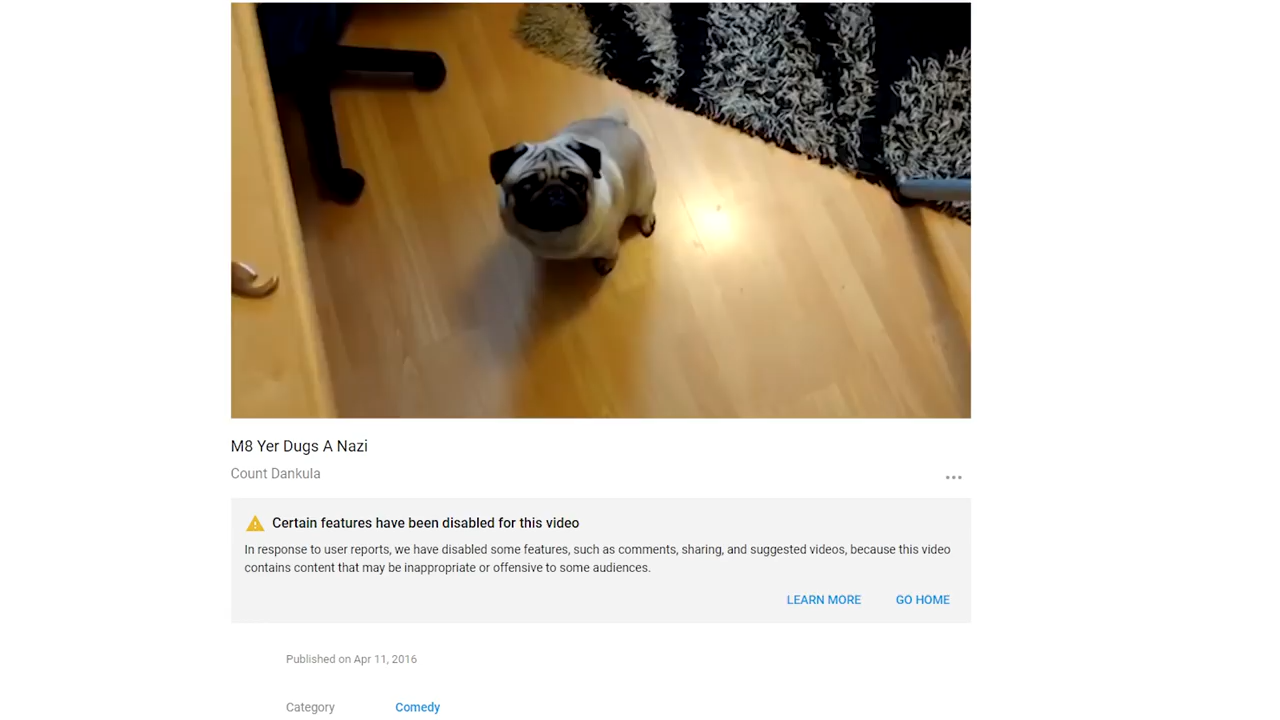 M8 Yer Dugs A Nazi
Count Dankula
Certain features have been disabled for this video
In response to user reports, we have disabled some features, such as comments, sharing, and suggested videos, because this video
contains content that may be inappropriate or offensive to some audiences.
LEARN MORE GO HOME
Published on Apr 11, 2016
Category Comedy